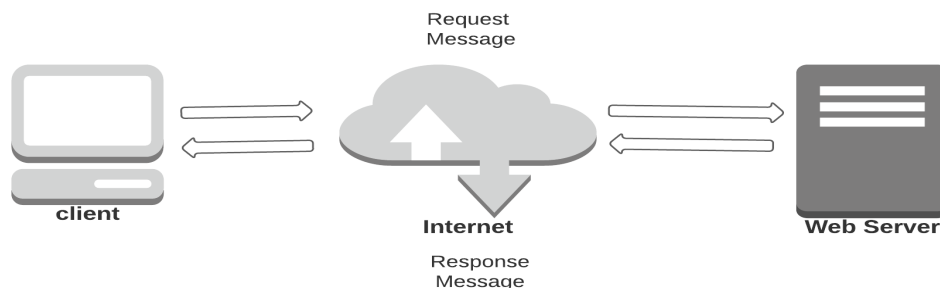 Request
Message
client
Internet
Web Server
Response
Message